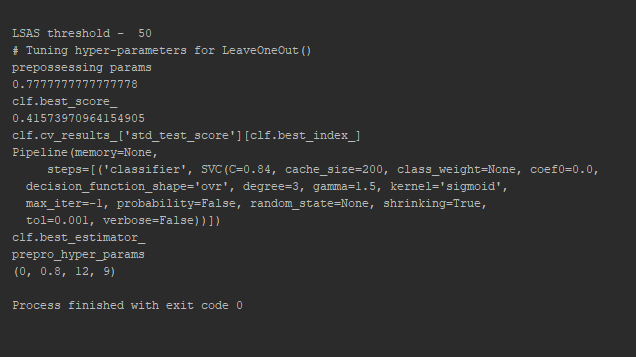 LSAS threshold -  50
# Tuning hyper-parameters for LeaveOneOut()
prepossessing params
0.7777777777777778
clf.best_score_
0.41573970964154905
clf.cv_results_['std_test_score'][clf.best_index_]
Pipeline(memory=None,
     steps=[('classifier', SVC(C=0.84, cache_size=200, class_weight=None, coef0=0.0,
  decision_function_shape='ovr', degree=3, gamma=1.5, kernel='sigmoid',
  max_iter=-1, probability=False, random_state=None, shrinking=True,
  tol=0.001, verbose=False))])
clf.best_estimator_
prepro_hyper_params
(0, 0.8, 12, 9)
Process finished with exit code 0